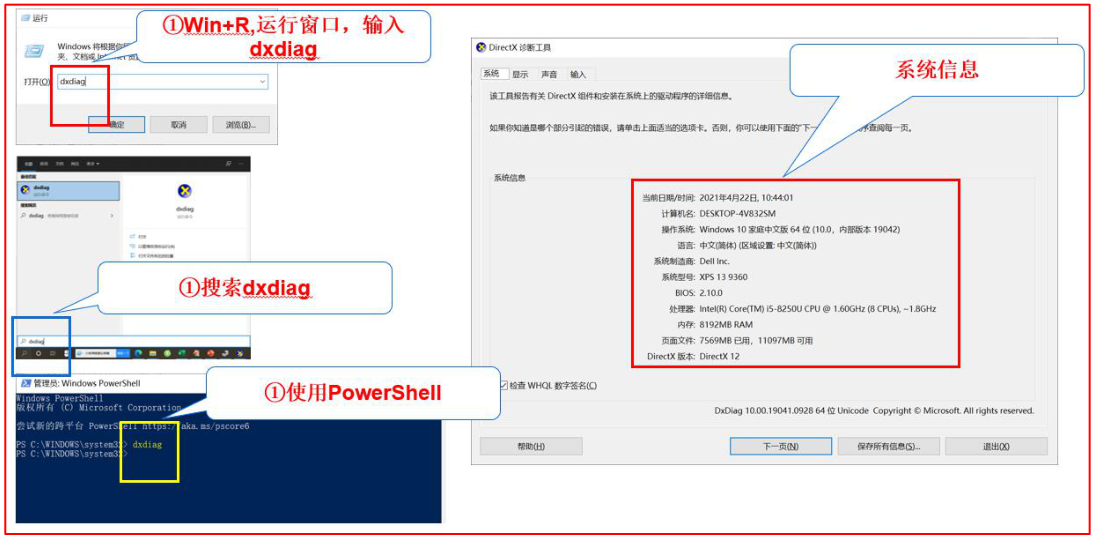 运行
①Win+R,运行窗口，输入
dxdiag
Windows 将根据你
夹、文档或 Internet 资
打开(O):
dxdiag
确定
取消
浏览(B)...
dxdiag
dxdiag
dxdiag
打开
①搜索dxdiag
dxdiag
管理员: Windows PowerShell
Windows PowerShell
版权所有 (C) Microsoft Corporation
尝试新的跨平台 PowerShell https://aka.ms/pscore6
PS C:\WINDOWS\system32> dxdiag
PS C:\WINDOWS\system32>
①使用PowerShell
DirectX 诊断工具
系统 显示 声音 输入
系统信息
该工具报告有关 DirectX 组件和安装在系统上的驱动程序的详细信息。
如果你知道是哪个部分引起的错误，请单击上面适当的选项卡。否则，你可以使用下面的"下一 序查阅每一页。
系统信息
当前日期/时间: 2021年4月22日, 10:44:01
计算机名: DESKTOP-4V832SM
操作系统: Windows 10 家庭中文版 64 位 (10.0，内部版本 19042)
语言: 中文(简体) (区域设置: 中文(简体))
系统制造商: Dell Inc.
系统型号: XPS 13 9360
BIOS: 2.10.0
处理器: Intel(R) Core(TM) i5-8250U CPU @ 1.60GHz (8 CPUs), ~1.8GHz
内存: 8192MB RAM
页面文件: 7569MB 已用，11097MB 可用
DirectX 版本: DirectX 12
检查 WHQL 数字签名(C)
DxDiag 10.00.19041.0928 64 位 Unicode Copyright © Microsoft. All rights reserved.
帮助(H)
下一页(N)
保存所有信息(S)...
退出(X)